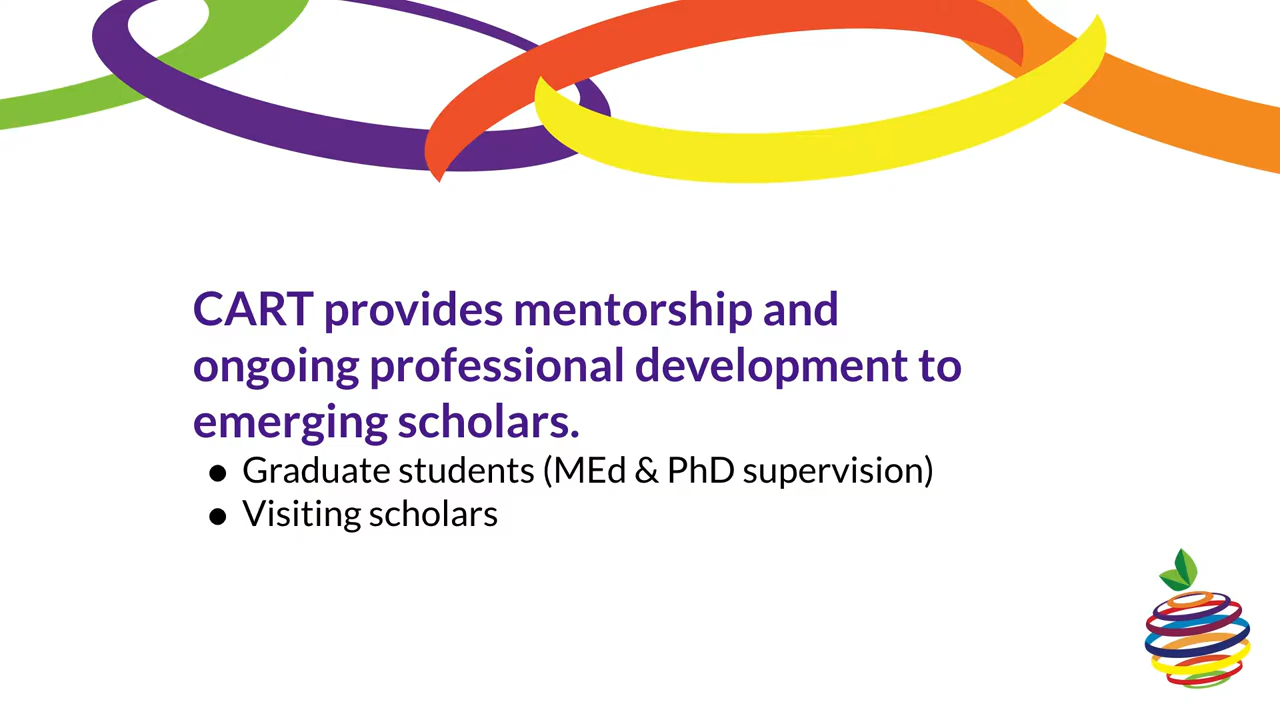 CART provides mentorship and
ongoing professional development to
emerging scholars.
● Graduate students (MEd & PhD supervision)
● Visiting scholars